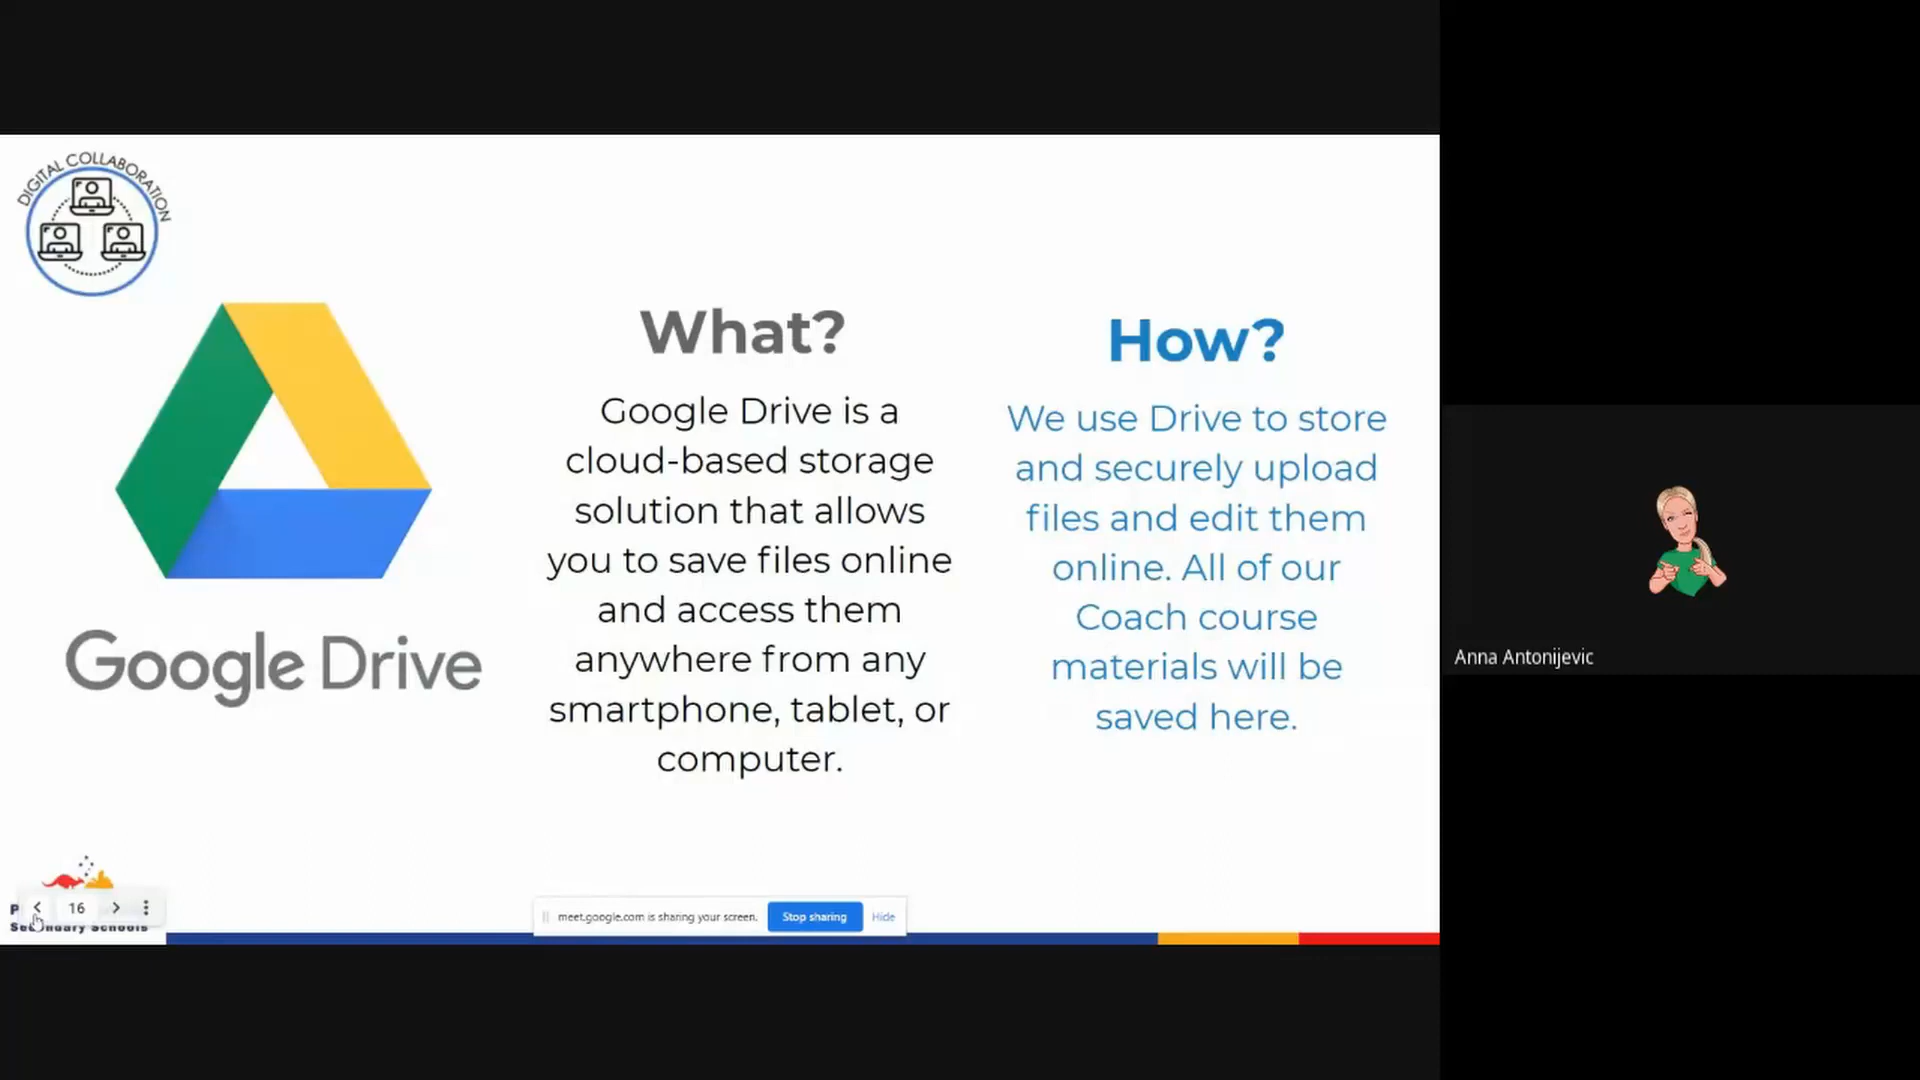 DIGITAL COLLABORATION
Google Drive
What?
Google Drive is a
cloud-based storage
solution that allows
you to save files online
and access them
anywhere from any
smartphone, tablet, or
computer.
How?
We use Drive to store
and securely upload
files and edit them
online. All of our
Coach course
materials will be
saved here.
Anna Antonijevic
16
Secondary Schools
meet.google.com is sharing your screen.
Stop sharing
Hide